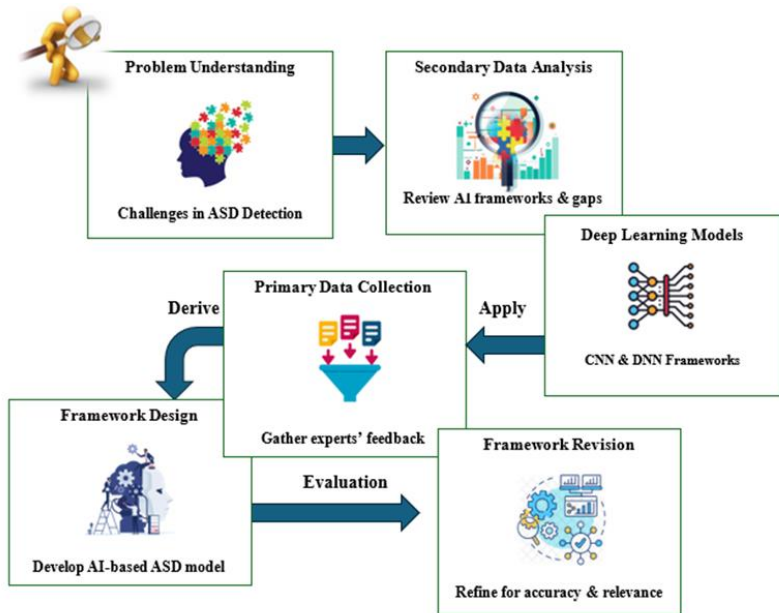 Problem Understanding
Challenges in ASD Detection
Secondary Data Analysis
Review AI frameworks & gaps
Deep Learning Models
CNN & DNN Frameworks
Apply
Primary Data Collection
Gather experts' feedback
Derive
Framework Design
Develop AI-based ASD model
Evaluation
Framework Revision
Refine for accuracy & relevance